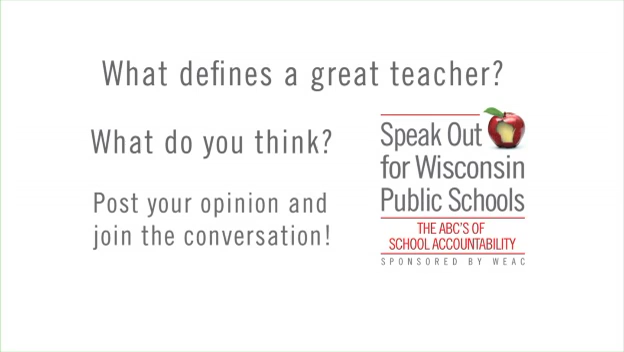 What defines a great teacher?
What do you think?
Post your opinion and
join the conversation!
Speak Out
for Wisconsin
Public Schools
THE ABC'S OF
SCHOOL ACCOUNTABILITY
SPONSORED BY WEAC